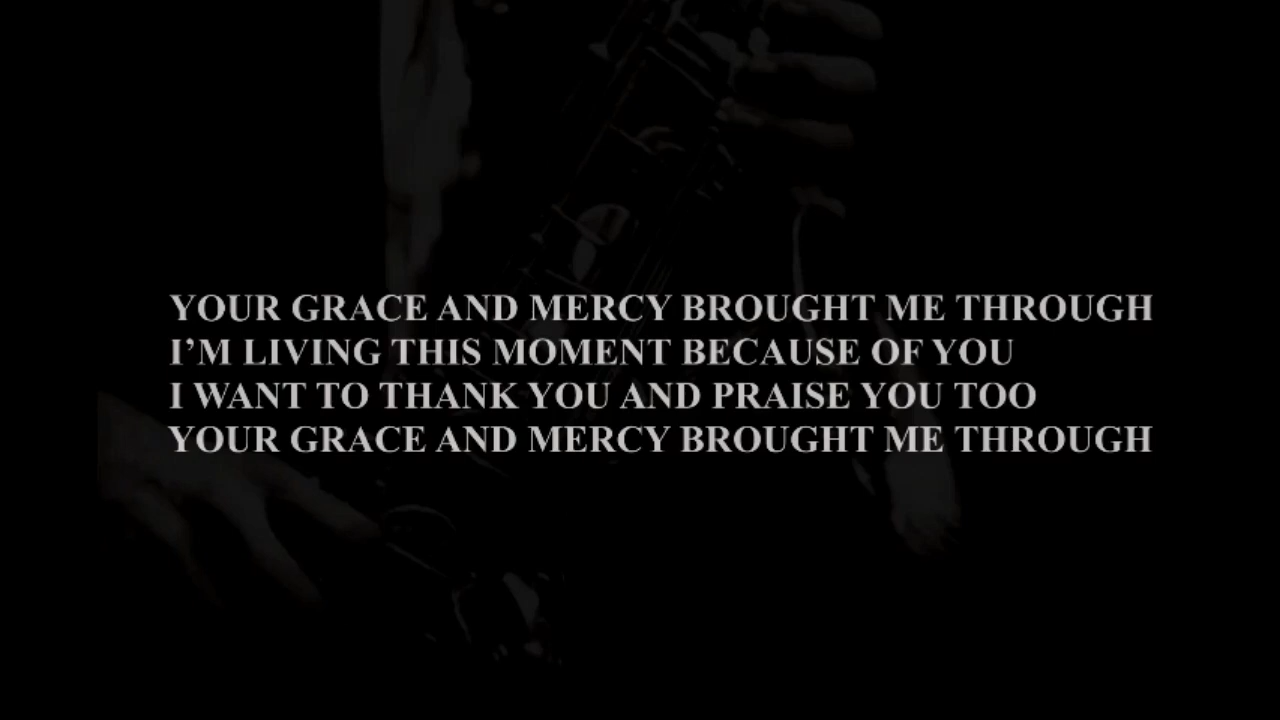 YOUR GRACE AND MERCY BROUGHT ME THROUGH
I’M LIVING THIS MOMENT BECAUSE OF YOU
I WANT TO THANK YOU AND PRAISE YOU TOO
YOUR GRACE AND MERCY BROUGHT ME THROUGH